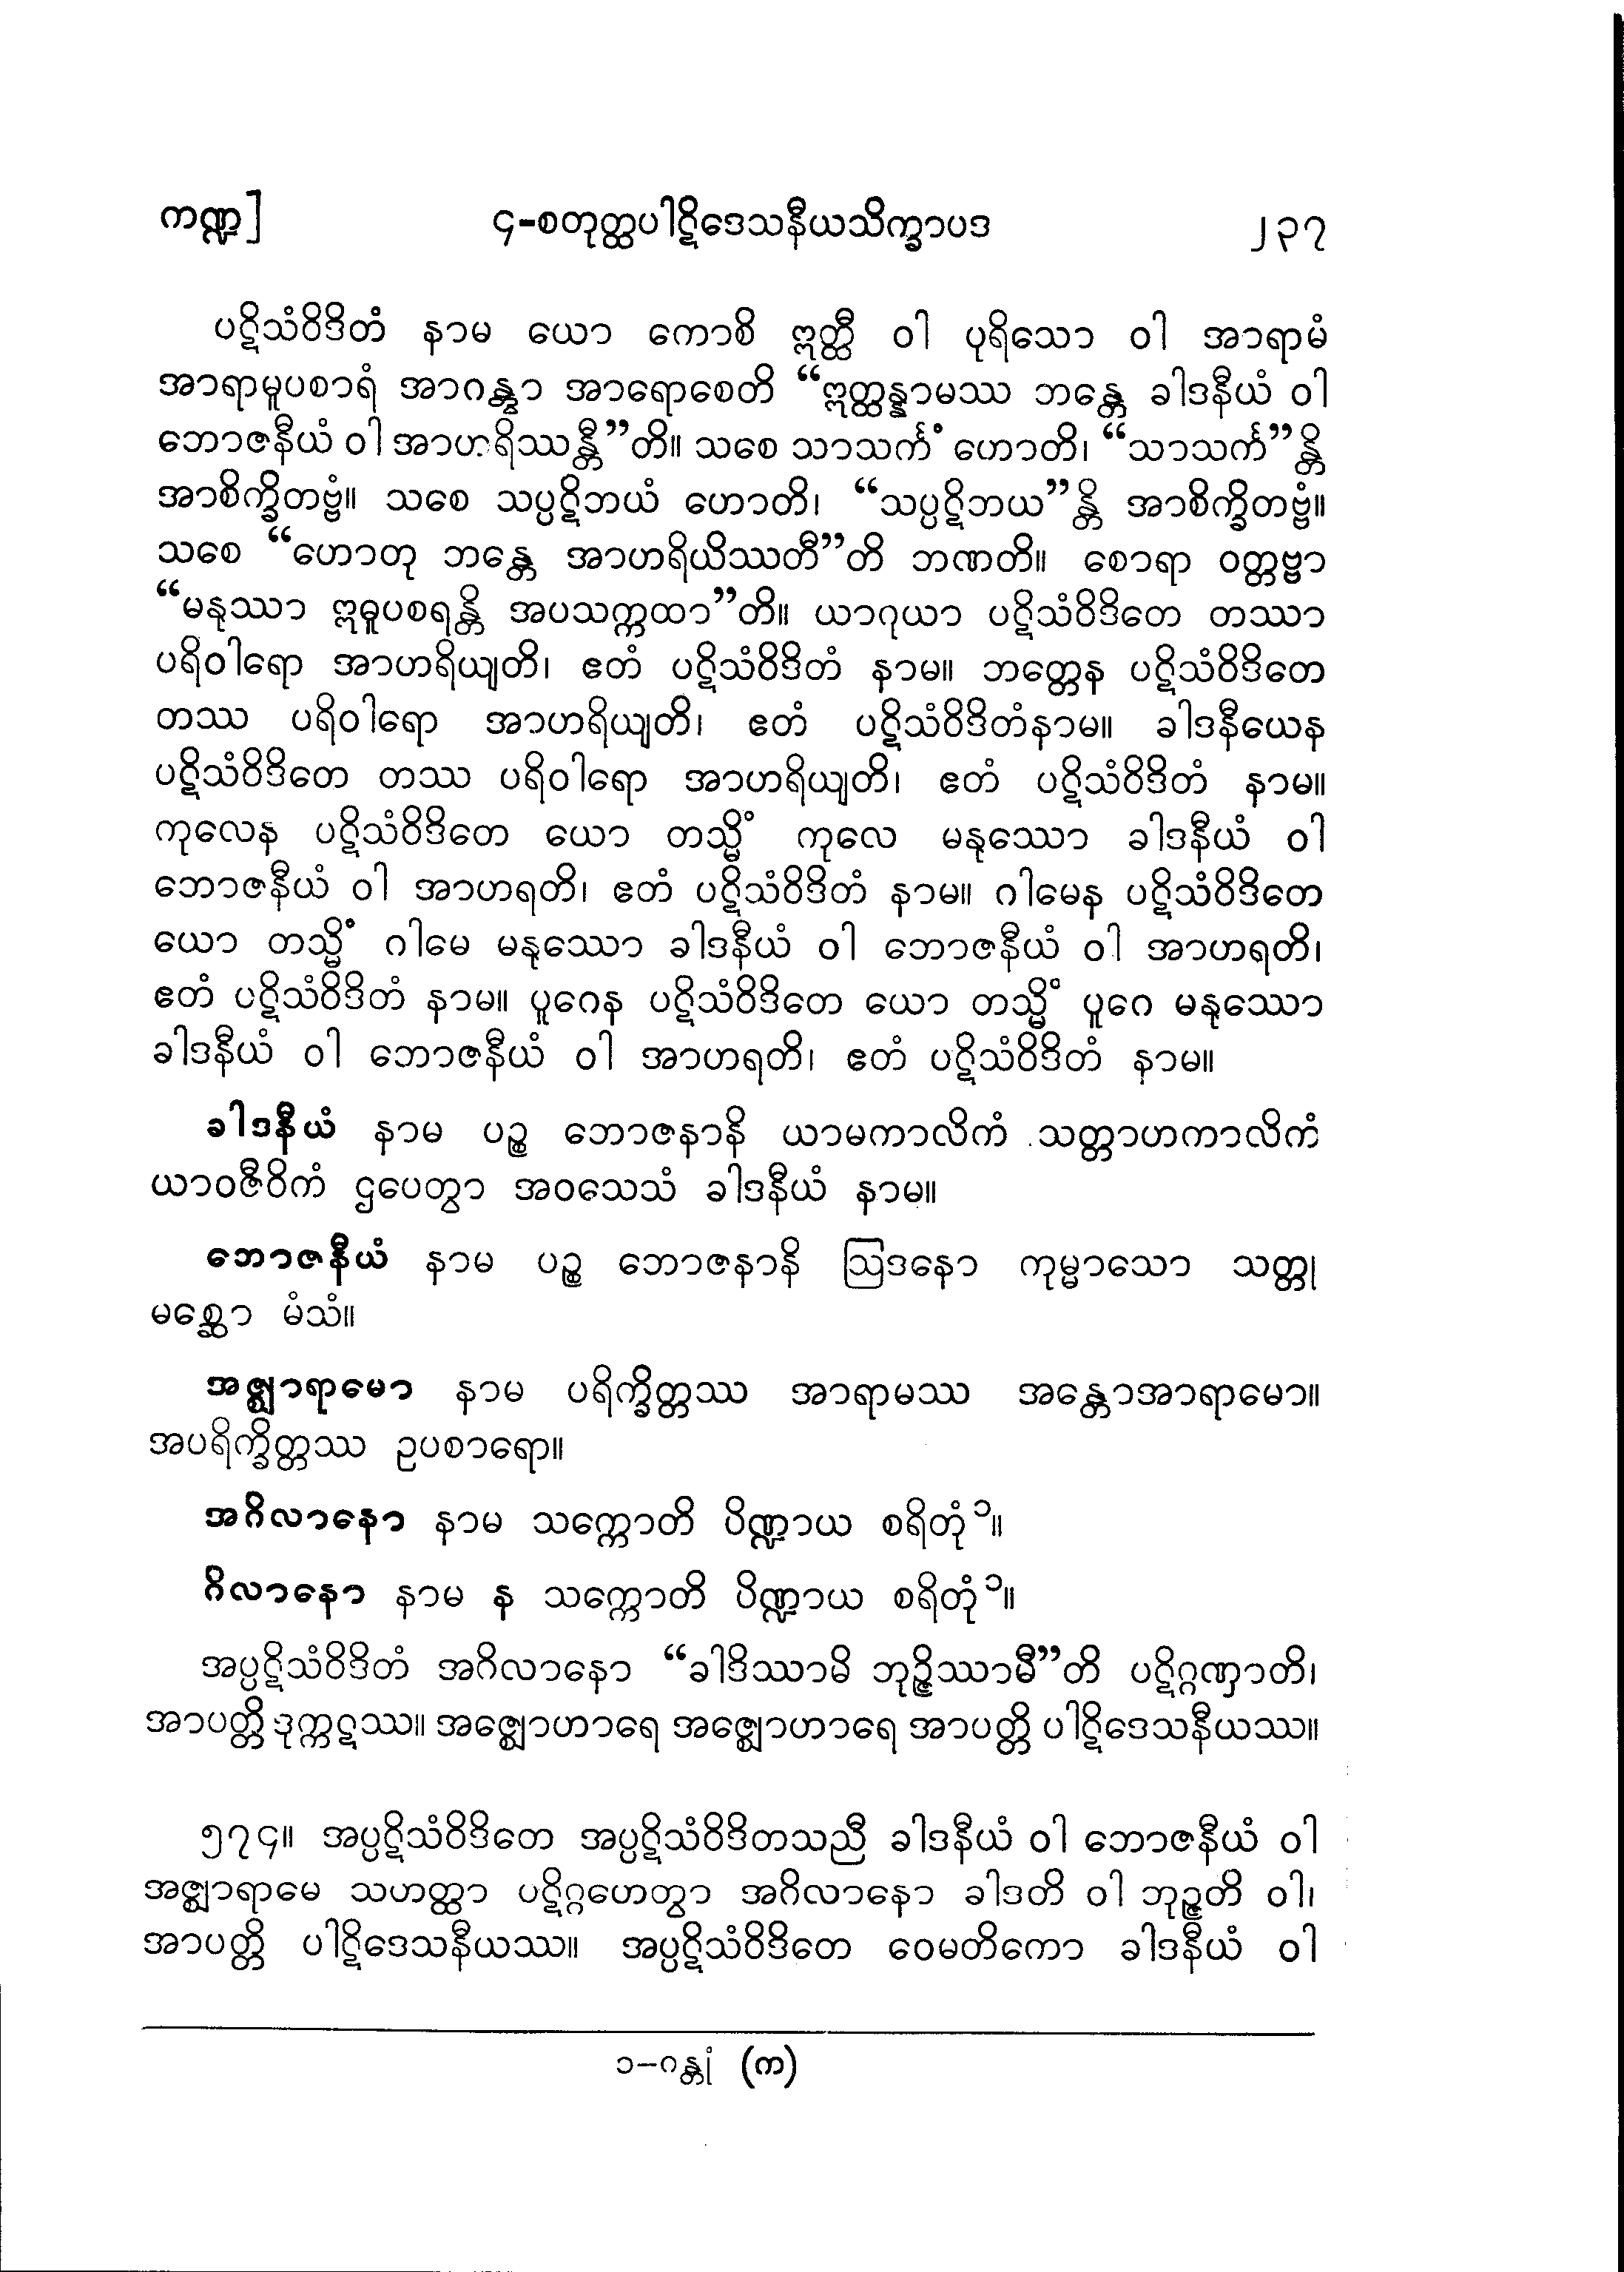 ကဏ္ဍ] ၄-စတုတ္ထပါဋိဒေသနီယသိက္ခာပဒ ၂၃၇
ပဋိသံဝိဒိတံ နာမ ယော ကောစိ ဣတ္ထီ ဝါ ပုရိသော ဝါ အာရာမံ
အာရာမူပစာရံ အာဂန္တွာ အာရောစေတိ “ဣတ္ထန္နာမဿ ဘန္တေ ခါဒနီယံ ဝါ
ဘောဇနီယံ ဝါ အာဟရိဿန္တီ”တိ။ သစေ သာသင်္ကံ ဟောတိ၊ “သာသင်္က”န္တိ
အာစိက္ခိတဗ္ဗံ။ သစေ သပ္ပဋိဘယံ ဟောတိ၊ “သပ္ပဋိဘယ”န္တိ အာစိက္ခိတဗ္ဗံ။
သစေ “ဟောတု ဘန္တေ အာဟရိယိဿတီ”တိ ဘဏတိ။ စောရာ ဝတ္တဗ္ဗာ
“မနုဿာ ဣဓူပစရန္တိ အပသက္ကထာ”တိ။ ယာဂုယာ ပဋိသံဝိဒိတေ တဿာ
ပရိဝါရော အာဟရိယျတိ၊ ဧတံ ပဋိသံဝိဒိတံ နာမ။ ဘတ္တေန ပဋိသံဝိဒိတေ
တဿ ပရိဝါရော အာဟရိယျတိ၊ ဧတံ ပဋိသံဝိဒိတံနာမ။ ခါဒနီယေန
ပဋိသံဝိဒိတေ တဿ ပရိဝါရော အာဟရိယျတိ၊ ဧတံ ပဋိသံဝိဒိတံ နာမ။
ကုလေန ပဋိသံဝိဒိတေ ယော တသ္မိံ ကုလေ မနုဿော ခါဒနီယံ ဝါ
ဘောဇနီယံ ဝါ အာဟရတိ၊ ဧတံ ပဋိသံဝိဒိတံ နာမ။ ဂါမေန ပဋိသံဝိဒိတေ
ယော တသ္မိံ ဂါမေ မနုဿော ခါဒနီယံ ဝါ ဘောဇနီယံ ဝါ အာဟရတိ၊
ဧတံ ပဋိသံဝိဒိတံ နာမ။ ပူဂေန ပဋိသံဝိဒိတေ ယော တသ္မိံ ပူဂေ မနုဿော
ခါဒနီယံ ဝါ ဘောဇနီယံ ဝါ အာဟရတိ၊ ဧတံ ပဋိသံဝိဒိတံ နာမ။
ခါဒနီယံ နာမ ပဉ္စ ဘောဇနာနိ ယာမကာလိကံ သတ္တာဟကာလိကံ
ယာဝဇီဝိကံ ဌပေတွာ အဝသေသံ ခါဒနီယံ နာမ။
ဘောဇနီယံ နာမ ပဉ္စ ဘောဇနာနိ ဩဒနော ကုမ္မာသော သတ္တု
မစ္ဆော မံသံ။
အဇ္ဈာရာမော နာမ ပရိက္ခိတ္တဿ အာရာမဿ အန္တောအာရာမော။
အပရိက္ခိတ္တဿ ဥပစာရော။
အဂိလာနော နာမ သက္ကောတိ ပိဏ္ဍာယ စရိတုံ ၁။
ဂိလာနော နာမ န သက္ကောတိ ပိဏ္ဍာယ စရိတုံ ၁။
အပ္ပဋိသံဝိဒိတံ အဂိလာနော “ခါဒိဿာမိ ဘုဉ္ဇိဿာမီ”တိ ပဋိဂ္ဂဏှာတိ၊
အာပတ္တိ ဒုက္ကဋဿ။ အဇ္ဈောဟာရေ အဇ္ဈောဟာရေ အာပတ္တိ ပါဋိဒေသနီယဿ။
၅၇၄။ အပ္ပဋိသံဝိဒိတေ အပ္ပဋိသံဝိဒိတသညီ ခါဒနီယံ ဝါ ဘောဇနီယံ ဝါ
အဇ္ဈာရာမေ သဟတ္ထာ ပဋိဂ္ဂဟေတွာ အဂိလာနော ခါဒတိ ဝါ ဘုဉ္ဇတိ ဝါ၊
အာပတ္တိ ပါဋိဒေသနီယဿ။ အပ္ပဋိသံဝိဒိတေ ဝေမတိကော ခါဒနီယံ ဝါ
၁-ဂန္တုံ (က)